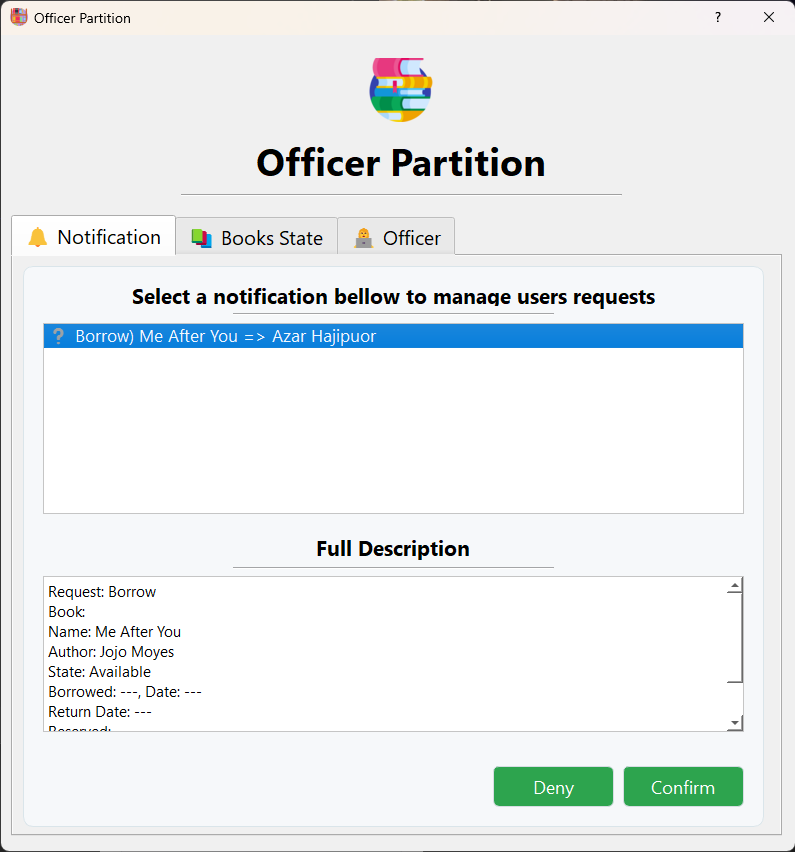 Officer Partition
?
Officer Partition
Notification
Books State
Officer
Select a notification bellow to manage users requests
? Borrow) Me After You => Azar Hajipuor
Full Description
Request: Borrow
Book:
Name: Me After You
Author: Jojo Moyes
State: Available
Borrowed: ---, Date: ---
Return Date: ---
Reserved:
Deny
Confirm